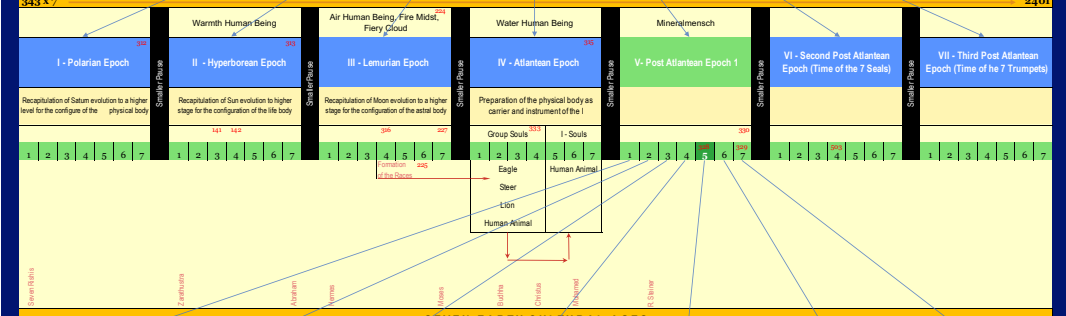 343 x 7
2401
Warmth Human Being
Air Human Being, Fire Midst,
Fiery Cloud
224
Water Human Being
Mineralmensch
I - Polarian Epoch
II - Hyperborean Epoch
313
III - Lemurian Epoch
IV - Atlantean Epoch
315
V- Post Atlantean Epoch 1
VI - Second Post Atlantean
Epoch (Time of the 7 Seals)
VII - Third Post Atlantean
Epoch (Time of he 7 Trumpets)
Smaller Pause
Smaller Pause
Smaller Pause
Smaller Pause
Smaller Pause
Smaller Pause
Recapitulation of Saturn evolution to a higher
level for the configure of the physical body
Recapitulation of Sun evolution to higher
stage for the configuration of the life body
Recapitulation of Moon evolution to a higher
stage for the configuration of the astral body
Preparation of the physical body as
carrier and instrument of the I
141 142
316
227
Group Souls
333
I - Souls
330
1 2 3 4 5 6 7
1 2 3 4 5 6 7
1 2 3 4 5 6 7
1 2 3 4 5 6 7
1 2 3 4 5 6 7
329
1 2 3 4 5 6 7
503
1 2 3 4 5 6 7
Formation
of the Races
225
Eagle
Steer
Lion
Human Animal
Human Animal
Seven Rishis
Zarathustra
Abraham
Hermes
Moses
Buddha
Christus
Mohamed
R. Steiner